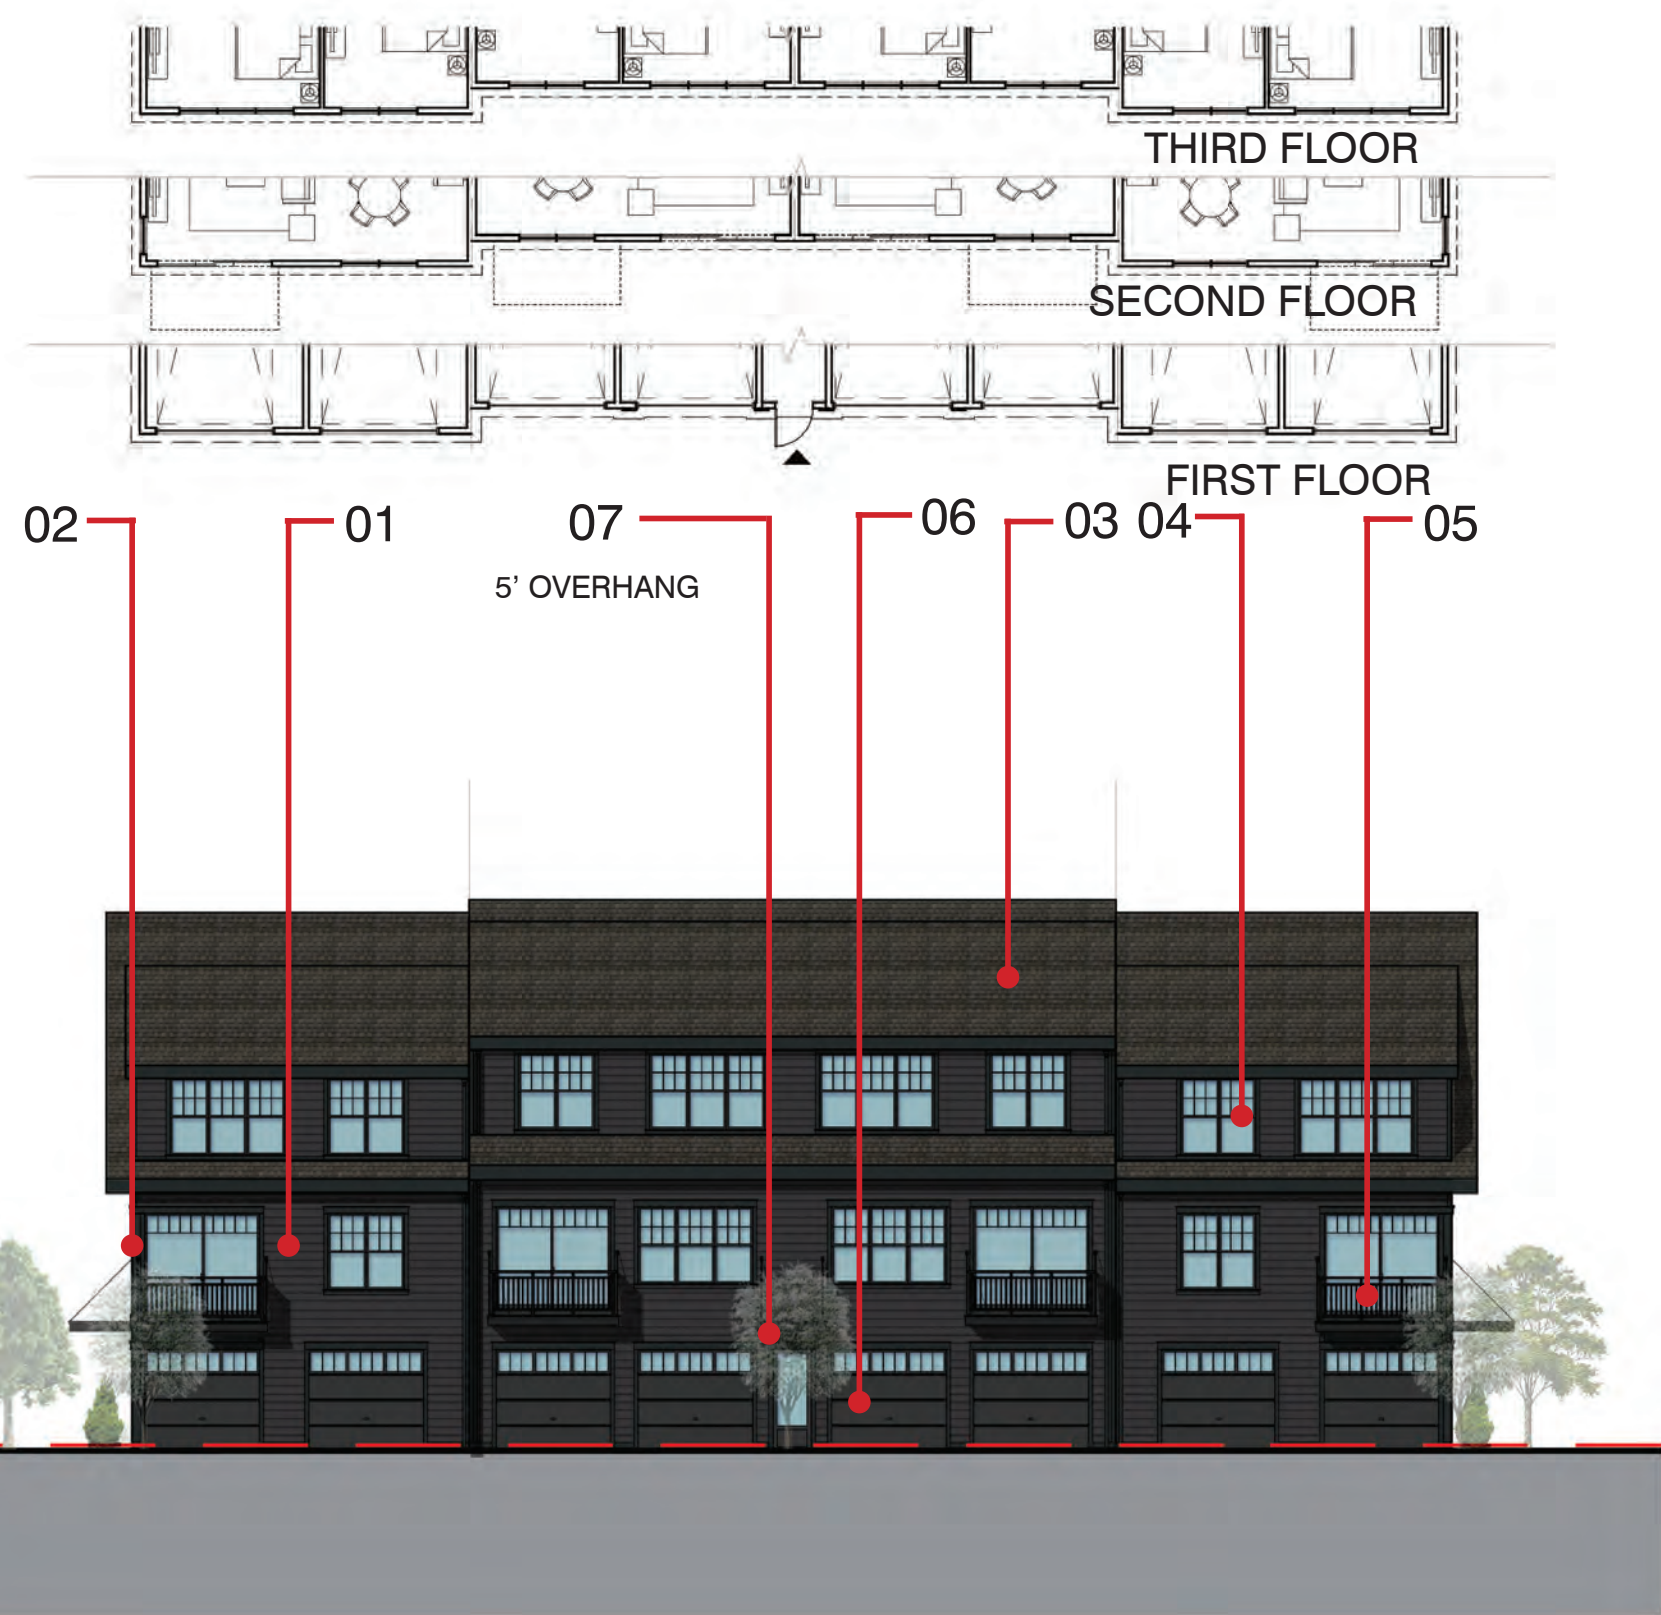 THIRD FLOOR
SECOND FLOOR
FIRST FLOOR
02 01 07 06 03 04 05
5’ OVERHANG